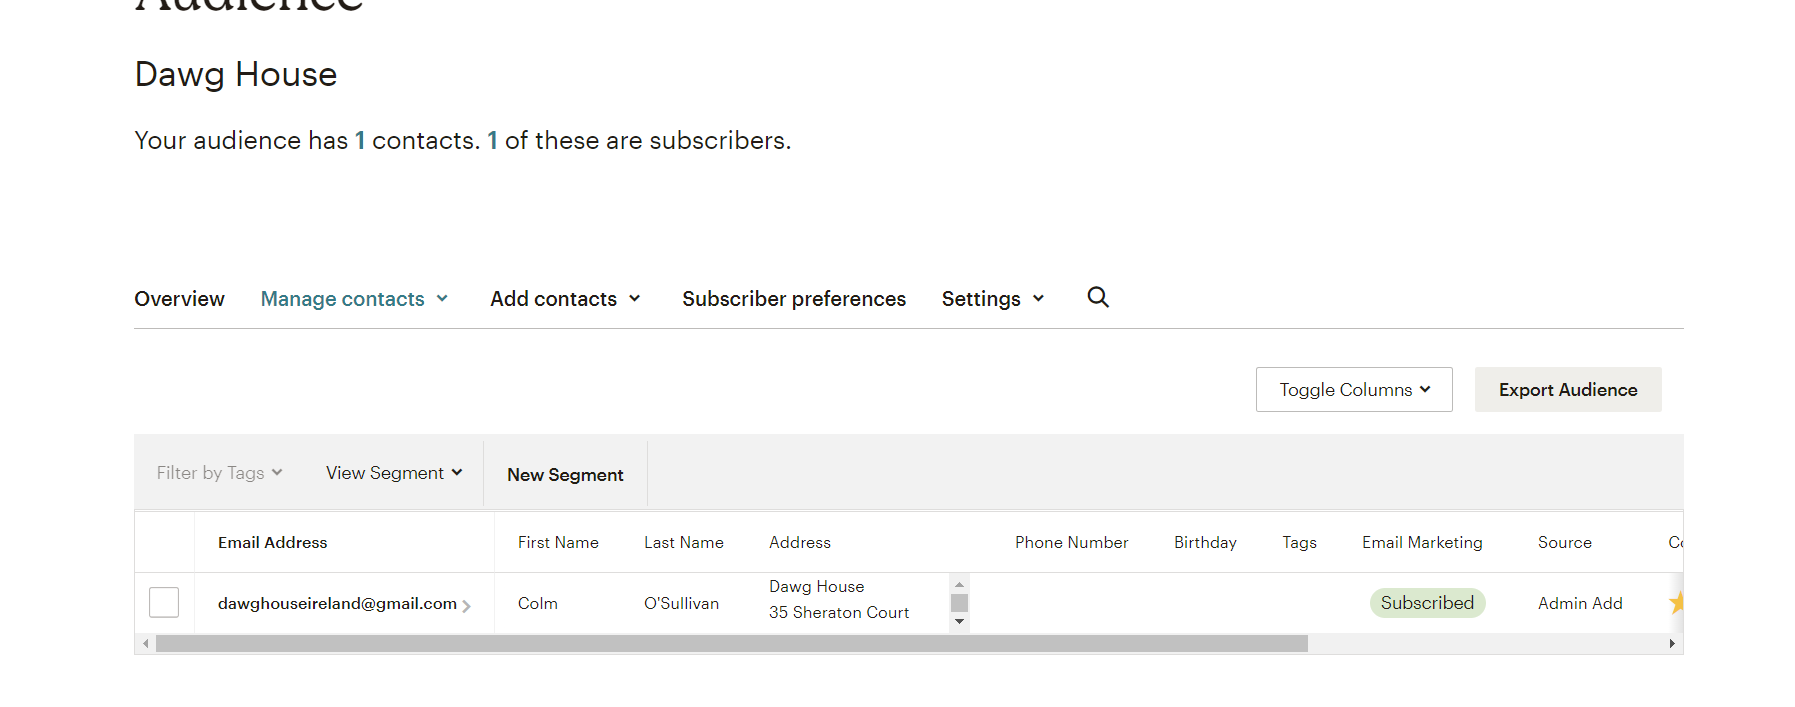 Audience
Dawg House
Your audience has 1 contacts. 1 of these are subscribers.
Overview Manage contacts Add contacts Subscriber preferences Settings
Toggle Columns Export Audience
Filter by Tags View Segment New Segment
Email Address First Name Last Name Address Phone Number Birthday Tags Email Marketing Source
dawghouseireland@gmail.com Colm O'Sullivan Dawg House Subscribed Admin Add
35 Sheraton Court